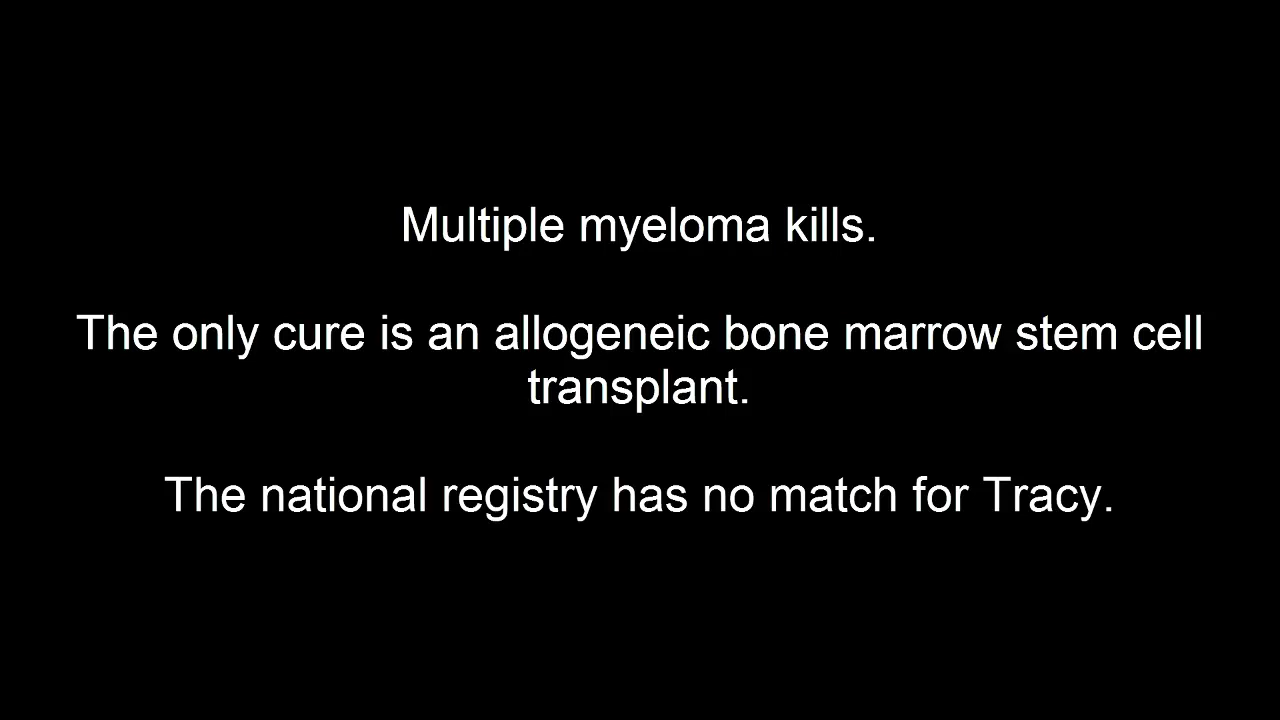 Multiple myeloma kills.
The only cure is an allogeneic bone marrow stem cell
transplant.
The national registry has no match for Tracy.